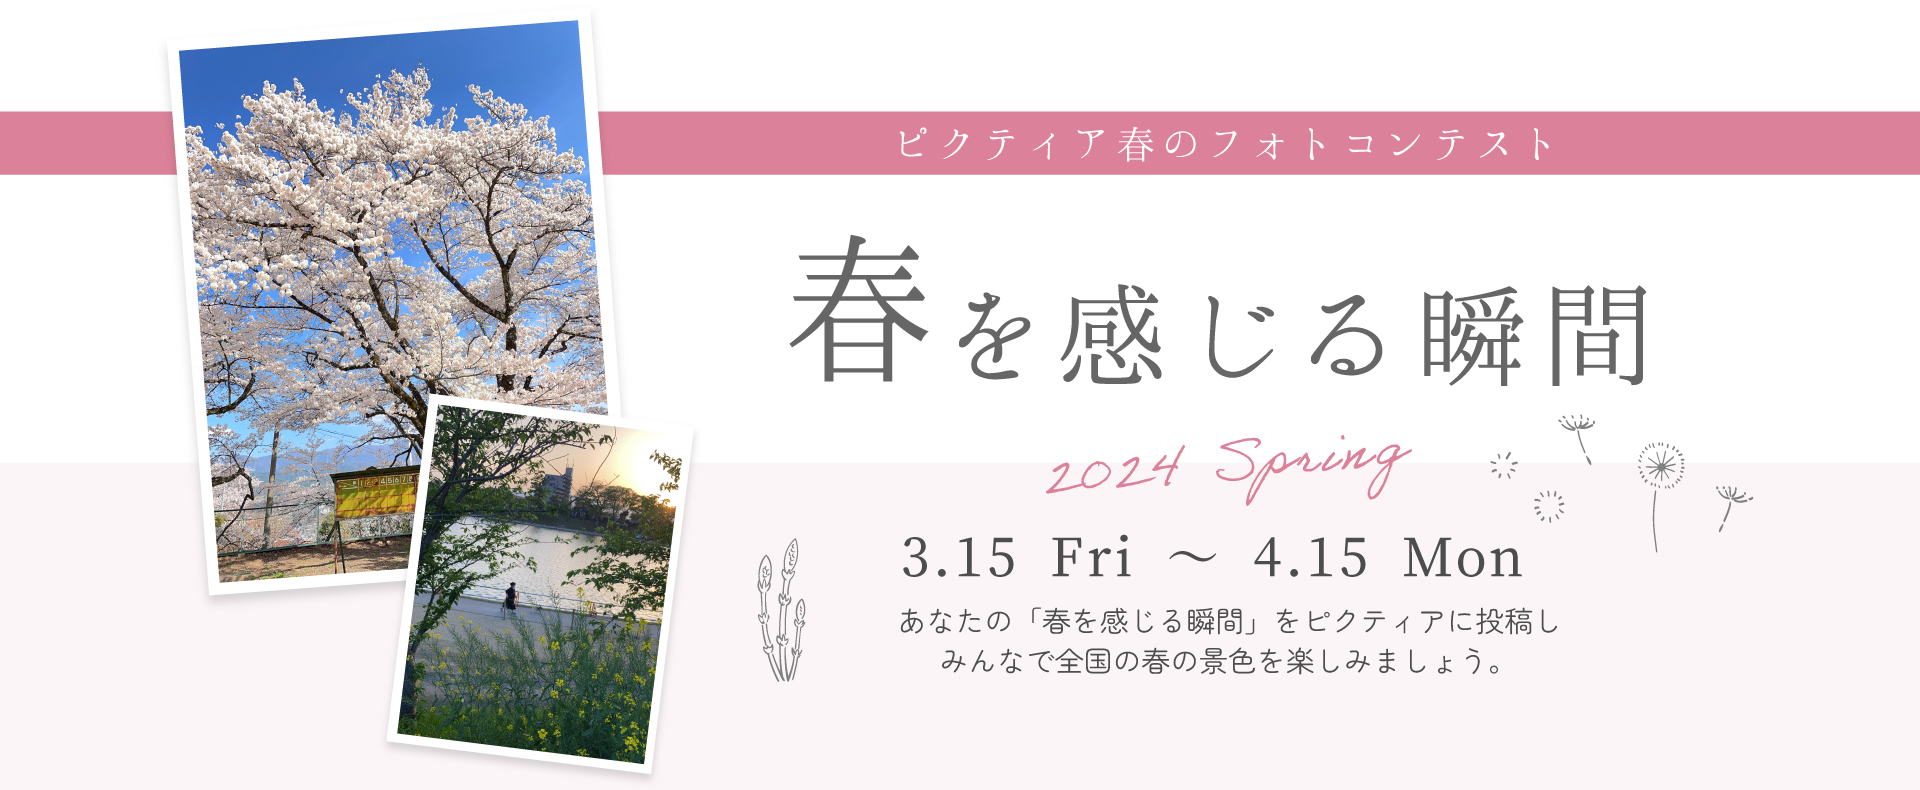 ピクティア春のフォトコンテスト
春を感じる瞬間
2024 Spring
3.15 Fri ～ 4.15 Mon
あなたの「春を感じる瞬間」をピクティアに投稿し
みんなで全国の春の景色を楽しみましょう。